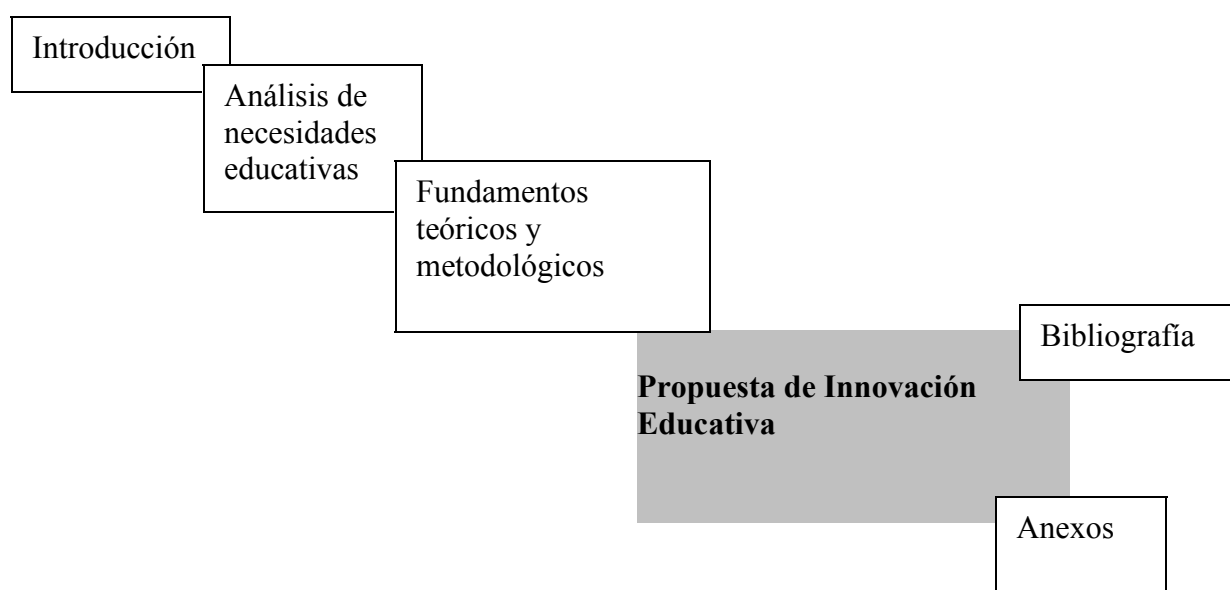 Introducción
Análisis de
necesidades
educativas
Fundamentos
teóricos y
metodológicos
Bibliografía
Propuesta de Innovación
Educativa
Anexos